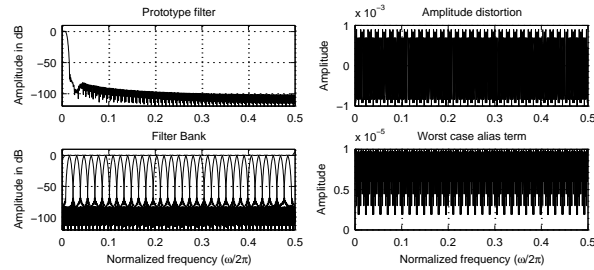 Prototype filter
Amplitude in dB
0
−50
−100
0 0.1 0.2 0.3 0.4 0.5
x 10⁻³ Amplitude distortion
Amplitude
1
0
−1
0 0.1 0.2 0.3 0.4 0.5
Filter Bank
Amplitude in dB
0
−50
−100
0 0.1 0.2 0.3 0.4 0.5
Normalized frequency (ω/2π)
x 10⁻⁵ Worst case alias term
Amplitude
1
0.5
0
0 0.1 0.2 0.3 0.4 0.5
Normalized frequency (ω/2π)